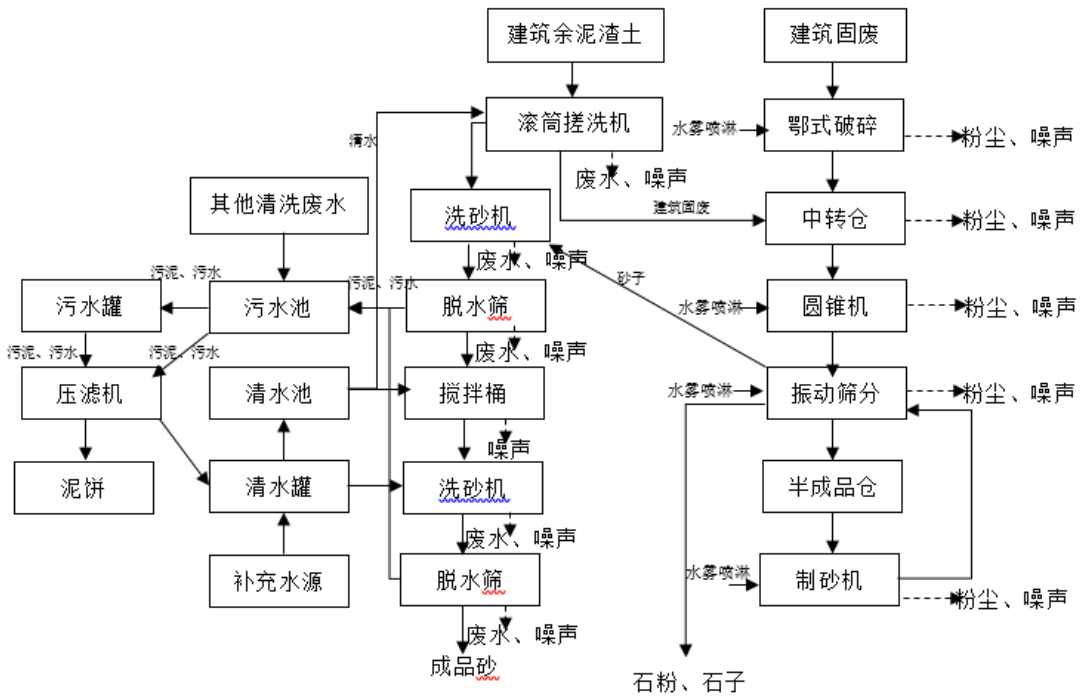 建筑余泥渣土
建筑固废
滚筒搓洗机
水雾喷淋
鄂式破碎
粉尘、噪声
清水
废水、噪声
其他清洗废水
洗砂机
建筑固废
中转仓
粉尘、噪声
废水、噪声
污泥、污水
污泥、污水
砂子
污水罐
污水池
脱水筛
水雾喷淋
圆锥机
粉尘、噪声
污泥、污水
污泥、污水
废水、噪声
压滤机
清水池
搅拌桶
水雾喷淋
振动筛分
粉尘、噪声
噪声
泥饼
清水罐
洗砂机
半成品仓
废水、噪声
补充水源
脱水筛
水雾喷淋
制砂机
粉尘、噪声
废水、噪声
成品砂
石粉、石子